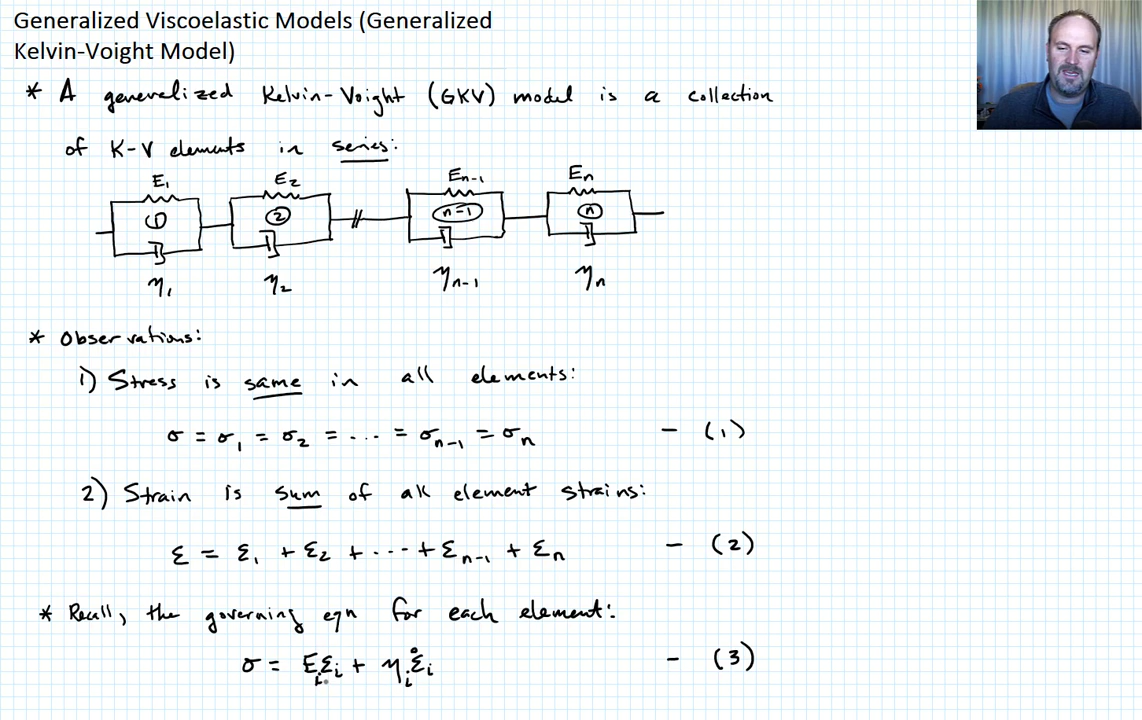 Generalized Viscoelastic Models (Generalized
Kelvin-Voight Model)
* A generalized Kelvin-Voight (GKV) model is a collection
of K-V elements in series:
E₁ E₂ Eₙ₋₁ Eₙ
① ② (n-1) (n)
η₁ η₂ ηₙ₋₁ ηₙ
* Observations:
1) Stress is same in all elements:
σ = σ₁ = σ₂ = ... = σₙ₋₁ = σₙ - (1)
2) Strain is sum of all element strains:
ε = ε₁ + ε₂ + ... + εₙ₋₁ + εₙ - (2)
* Recall, the governing eqn for each element:
σ = Eᵢεᵢ + ηᵢε̇ᵢ - (3)